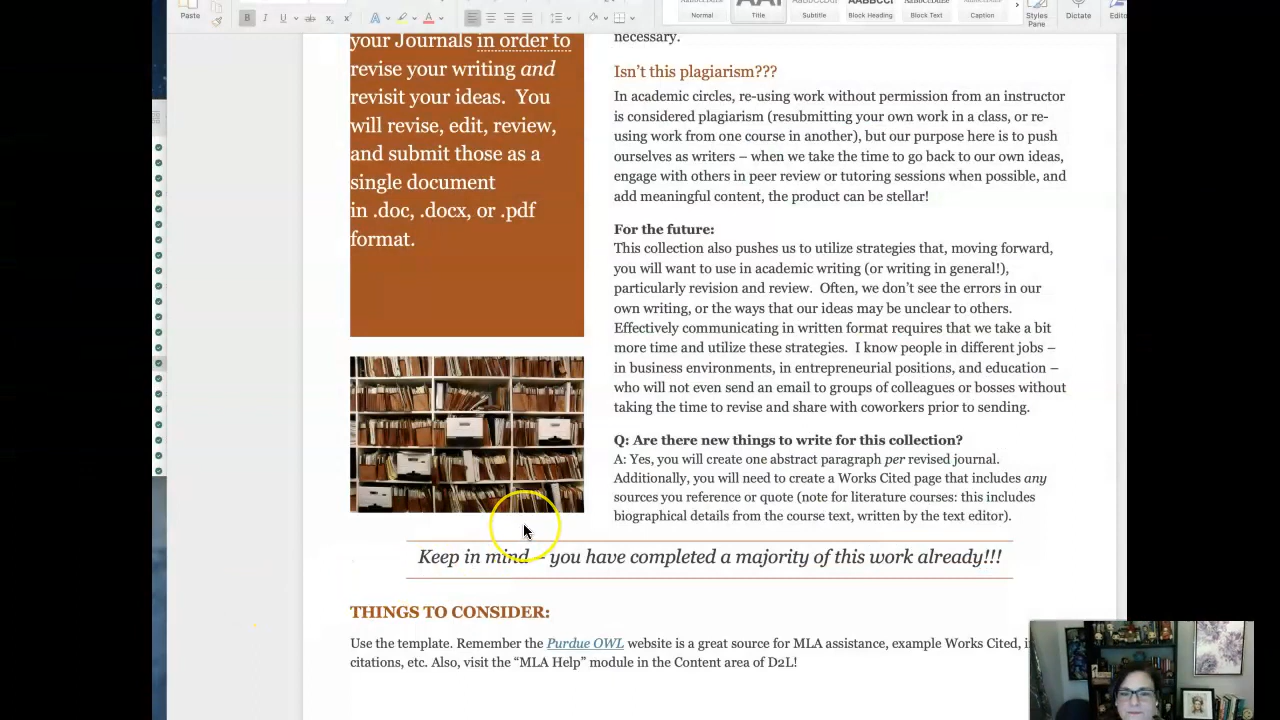 Paste
B I U ab
Normal Title Subtitle Block Heading Block Text Caption Styles Dictate
Pane
your Journals in order to
revise your writing and
revisit your ideas.  You
will revise, edit, review,
and submit those as a
single document
in .doc, .docx, or .pdf
format.
necessary.
Isn't this plagiarism???
In academic circles, re-using work without permission from an instructor
is considered plagiarism (resubmitting your own work in a class, or re-
using work from one course in another), but our purpose here is to push
ourselves as writers – when we take the time to go back to our own ideas,
engage with others in peer review or tutoring sessions when possible, and
add meaningful content, the product can be stellar!
For the future:
This collection also pushes us to utilize strategies that, moving forward,
you will want to use in academic writing (or writing in general!),
particularly revision and review.  Often, we don't see the errors in our
own writing, or the ways that our ideas may be unclear to others.
Effectively communicating in written format requires that we take a bit
more time and utilize these strategies.  I know people in different jobs –
in business environments, in entrepreneurial positions, and education –
who will not even send an email to groups of colleagues or bosses without
taking the time to revise and share with coworkers prior to sending.
Q: Are there new things to write for this collection?
A: Yes, you will create one abstract paragraph per revised journal.
Additionally, you will need to create a Works Cited page that includes any
sources you reference or quote (note for literature courses: this includes
biographical details from the course text, written by the text editor).
Keep in mind – you have completed a majority of this work already!!!
THINGS TO CONSIDER:
Use the template. Remember the Purdue OWL website is a great source for MLA assistance, example Works Cited,
citations, etc. Also, visit the “MLA Help” module in the Content area of D2L!